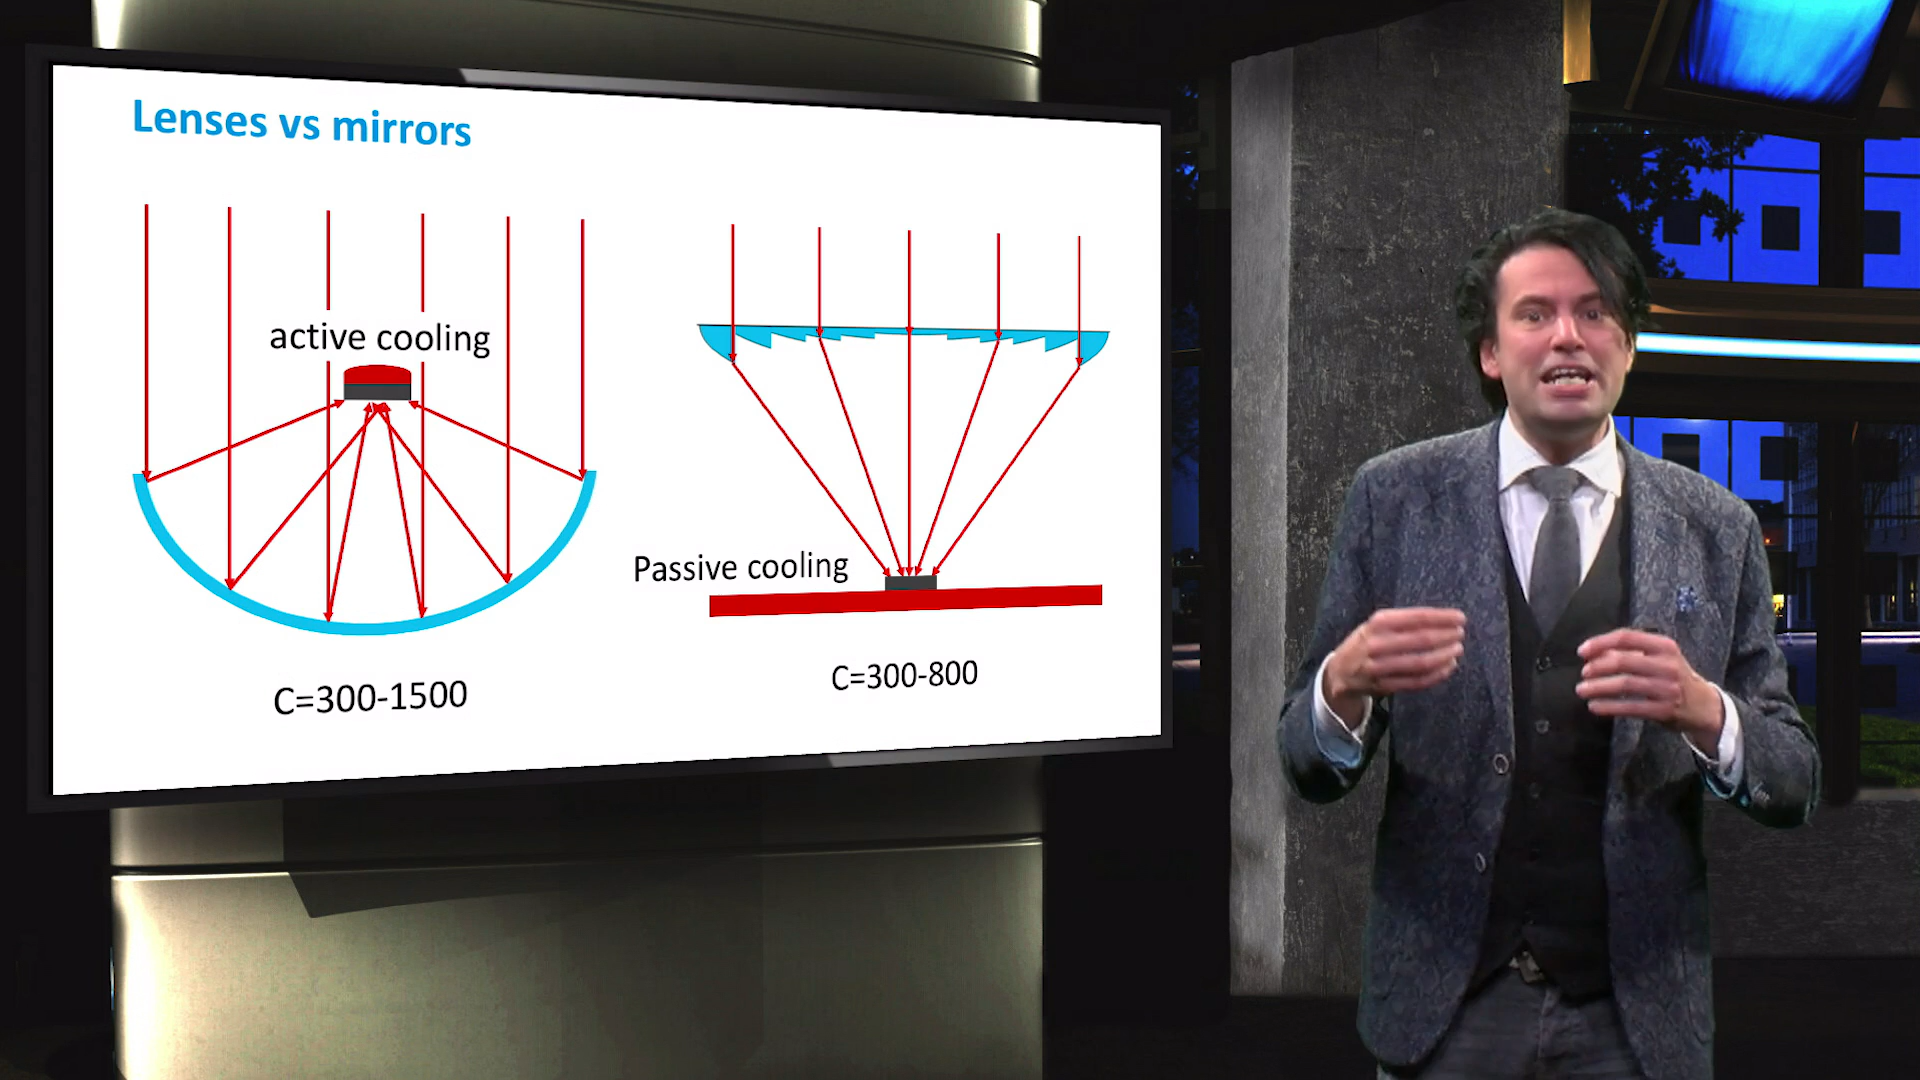 Lenses vs mirrors
active cooling
Passive cooling
C=300-1500
C=300-800